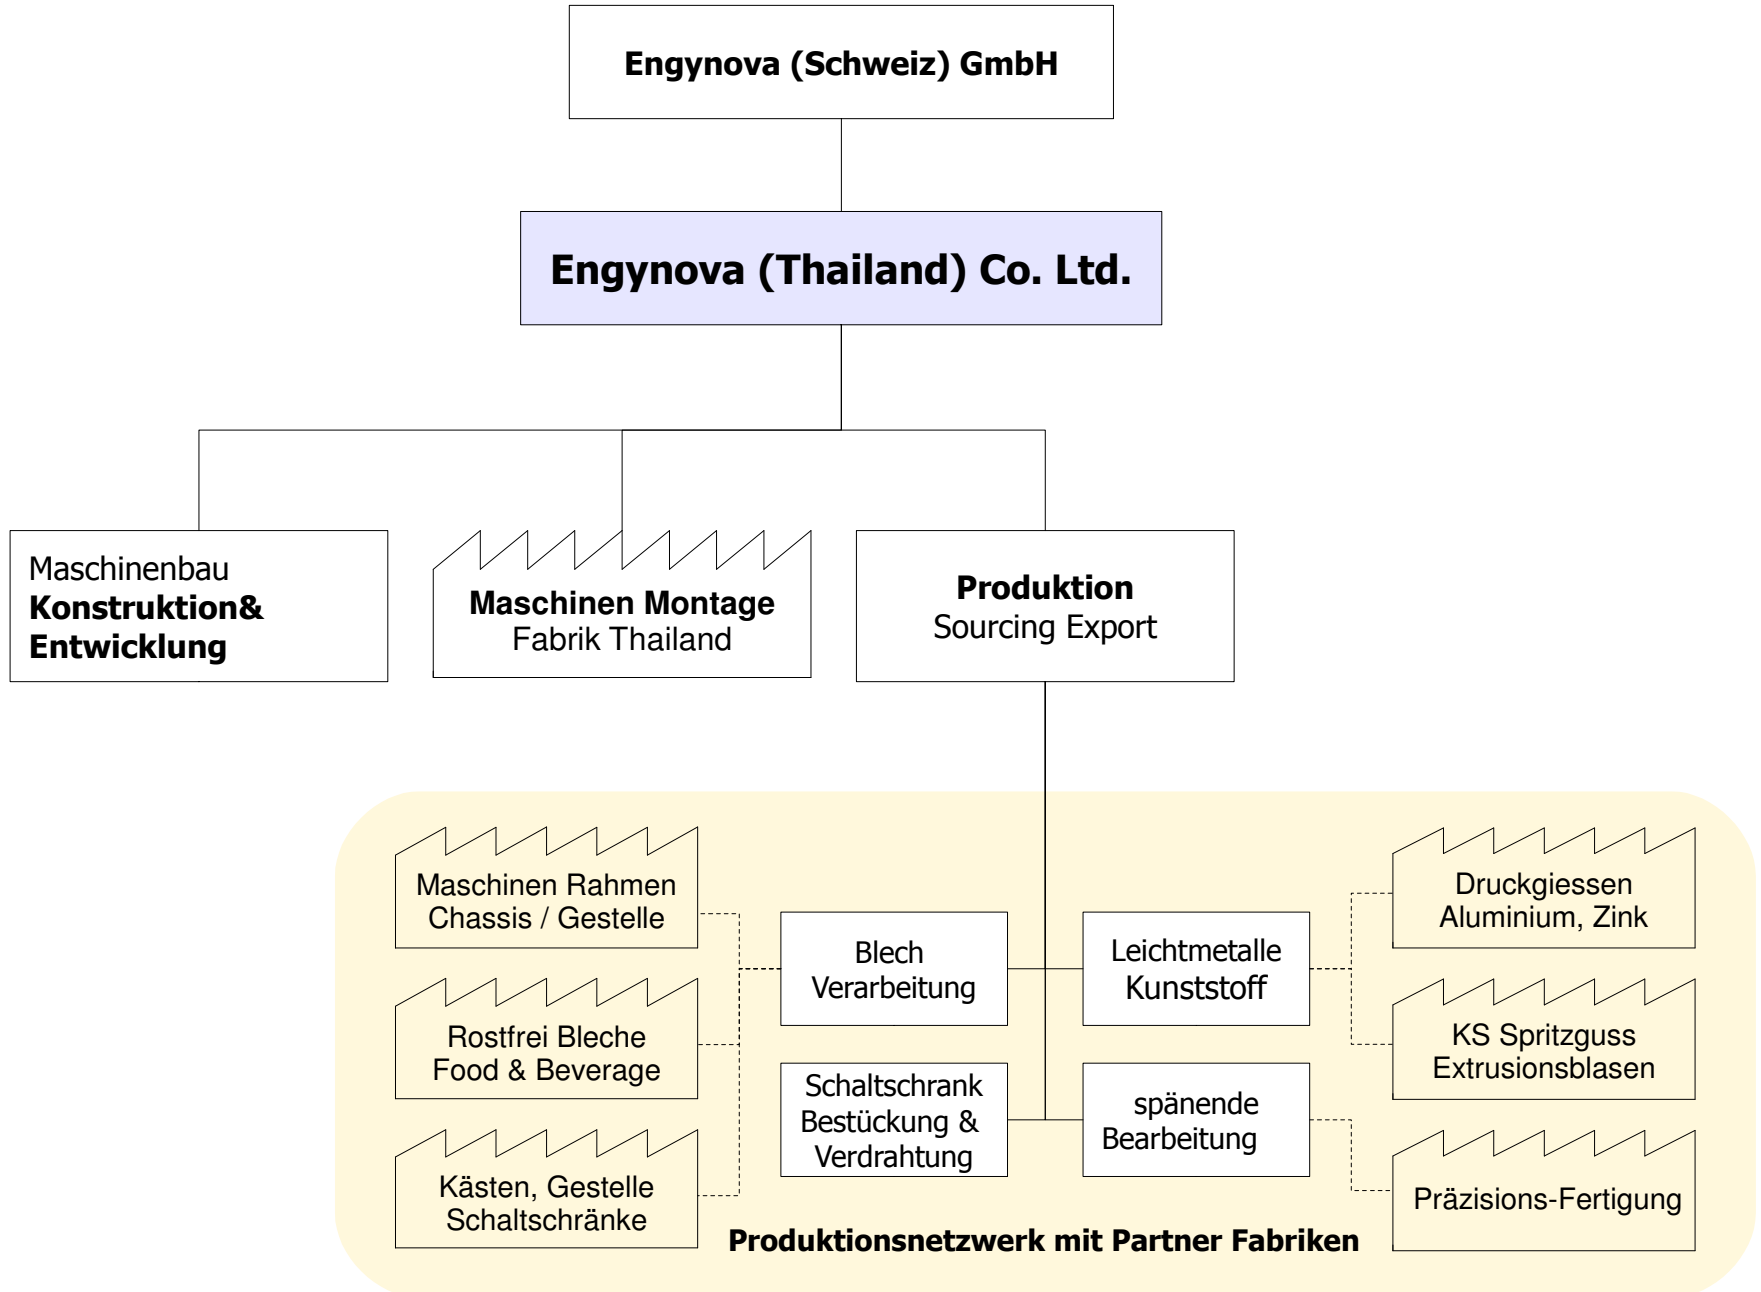 Engynova (Schweiz) GmbH
Engynova (Thailand) Co. Ltd.
Maschinenbau
Konstruktion&
Entwicklung
Maschinen Montage
Fabrik Thailand
Produktion
Sourcing Export
Maschinen Rahmen
Chassis / Gestelle
Rostfrei Bleche
Food & Beverage
Kästen, Gestelle
Schaltschränke
Blech
Verarbeitung
Schaltschrank
Bestückung &
Verdrahtung
Leichtmetalle
Kunststoff
spänende
Bearbeitung
Druckgiessen
Aluminium, Zink
KS Spritzguss
Extrusionsblasen
Präzisions-Fertigung
Produktionsnetzwerk mit Partner Fabriken